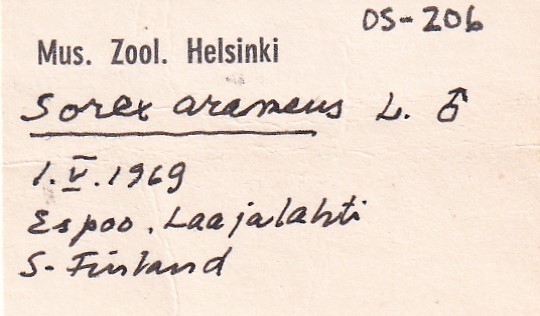 OS-206
Mus. Zool. Helsinki
Sorex araneus L. ♂
1.V.1969
Espoo. Laajalahti
S-Finland